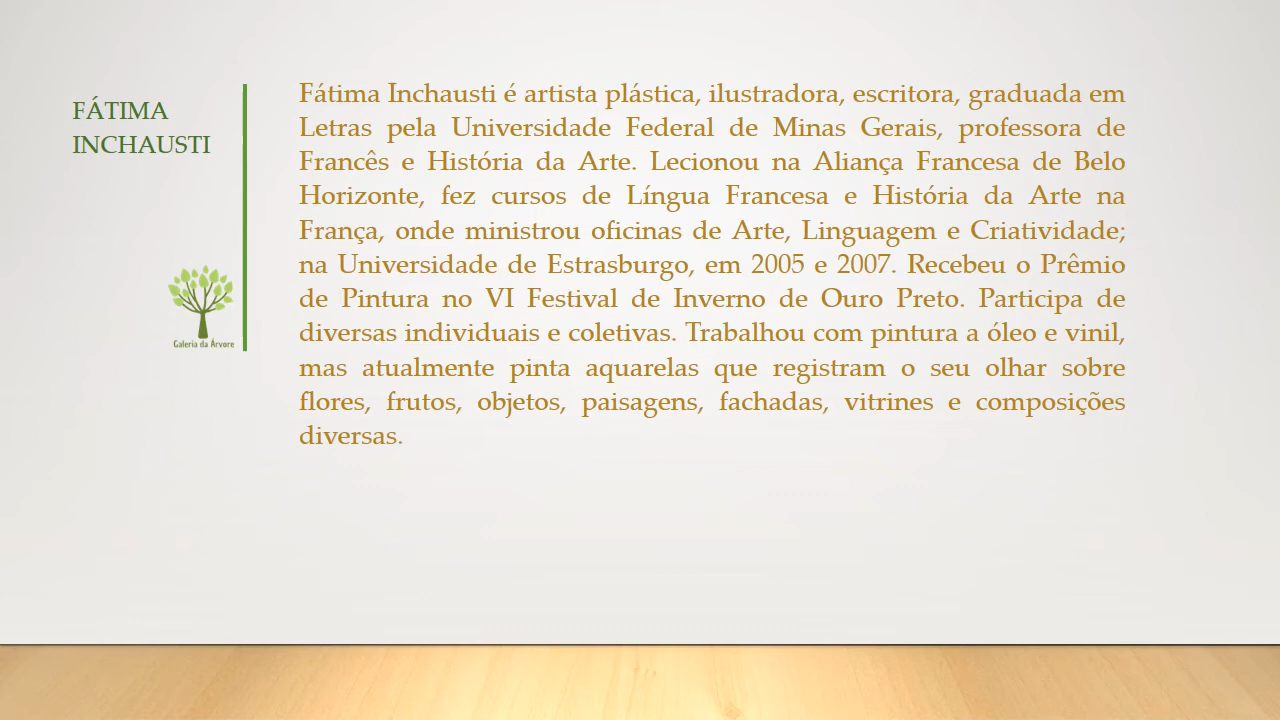 FÁTIMA
INCHAUSTI
Galeria da Árvore
Fátima Inchausti é artista plástica, ilustradora, escritora, graduada em
Letras pela Universidade Federal de Minas Gerais, professora de
Francês e História da Arte. Lecionou na Aliança Francesa de Belo
Horizonte, fez cursos de Língua Francesa e História da Arte na
França, onde ministrou oficinas de Arte, Linguagem e Criatividade;
na Universidade de Estrasburgo, em 2005 e 2007. Recebeu o Prêmio
de Pintura no VI Festival de Inverno de Ouro Preto. Participa de
diversas individuais e coletivas. Trabalhou com pintura a óleo e vinil,
mas atualmente pinta aquarelas que registram o seu olhar sobre
flores, frutos, objetos, paisagens, fachadas, vitrines e composições
diversas.